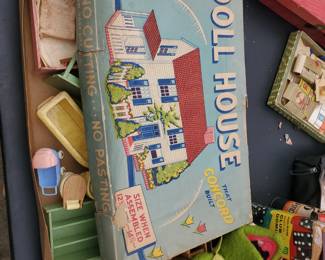 DOLL HOUSE
THAT
CONCORD
BUILT
SIZE WHEN
ASSEMBLED
NO CUTTING... NO PASTING